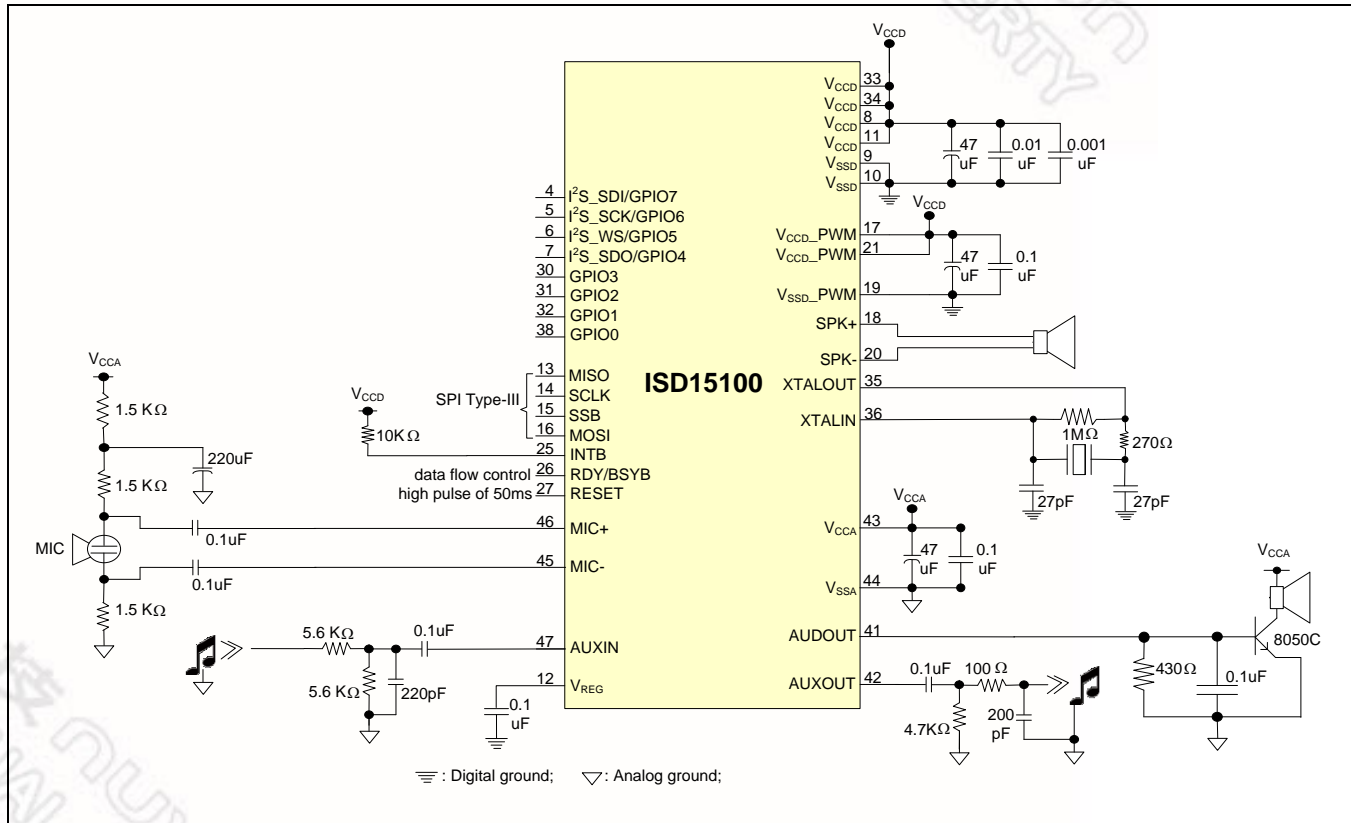 VCCD
VCCD 33
VCCD 34
VCCD 8
VCCD 11
VSSD 9
VSSD 10
47 uF
0.01 uF
0.001 uF
4 I²S_SDI/GPIO7
5 I²S_SCK/GPIO6
6 I²S_WS/GPIO5
7 I²S_SDO/GPIO4
30 GPIO3
31 GPIO2
32 GPIO1
38 GPIO0
VCCD
VCCD_PWM 17
VCCD_PWM 21
VSSD_PWM 19
47 uF
0.1 uF
SPK+ 18
SPK- 20
ISD15100
XTALOUT 35
XTALIN 36
1MΩ
270Ω
27pF
27pF
SPI Type-III
13 MISO
14 SCLK
15 SSB
16 MOSI
VCCD
10KΩ
25 INTB
data flow control 26 RDY/BSYB
high pulse of 50ms 27 RESET
VCCA
1.5 KΩ
220uF
1.5 KΩ
MIC
0.1uF
46 MIC+
0.1uF
45 MIC-
1.5 KΩ
VCCA
VCCA 43
VSSA 44
47 uF
0.1 uF
5.6 KΩ
0.1uF
47 AUXIN
5.6 KΩ
220pF
12 VREG
0.1 uF
AUDOUT 41
430Ω
0.1uF
VCCA
8050C
AUXOUT 42
0.1uF
100 Ω
4.7KΩ
200 pF
: Digital ground; : Analog ground;
ERTY